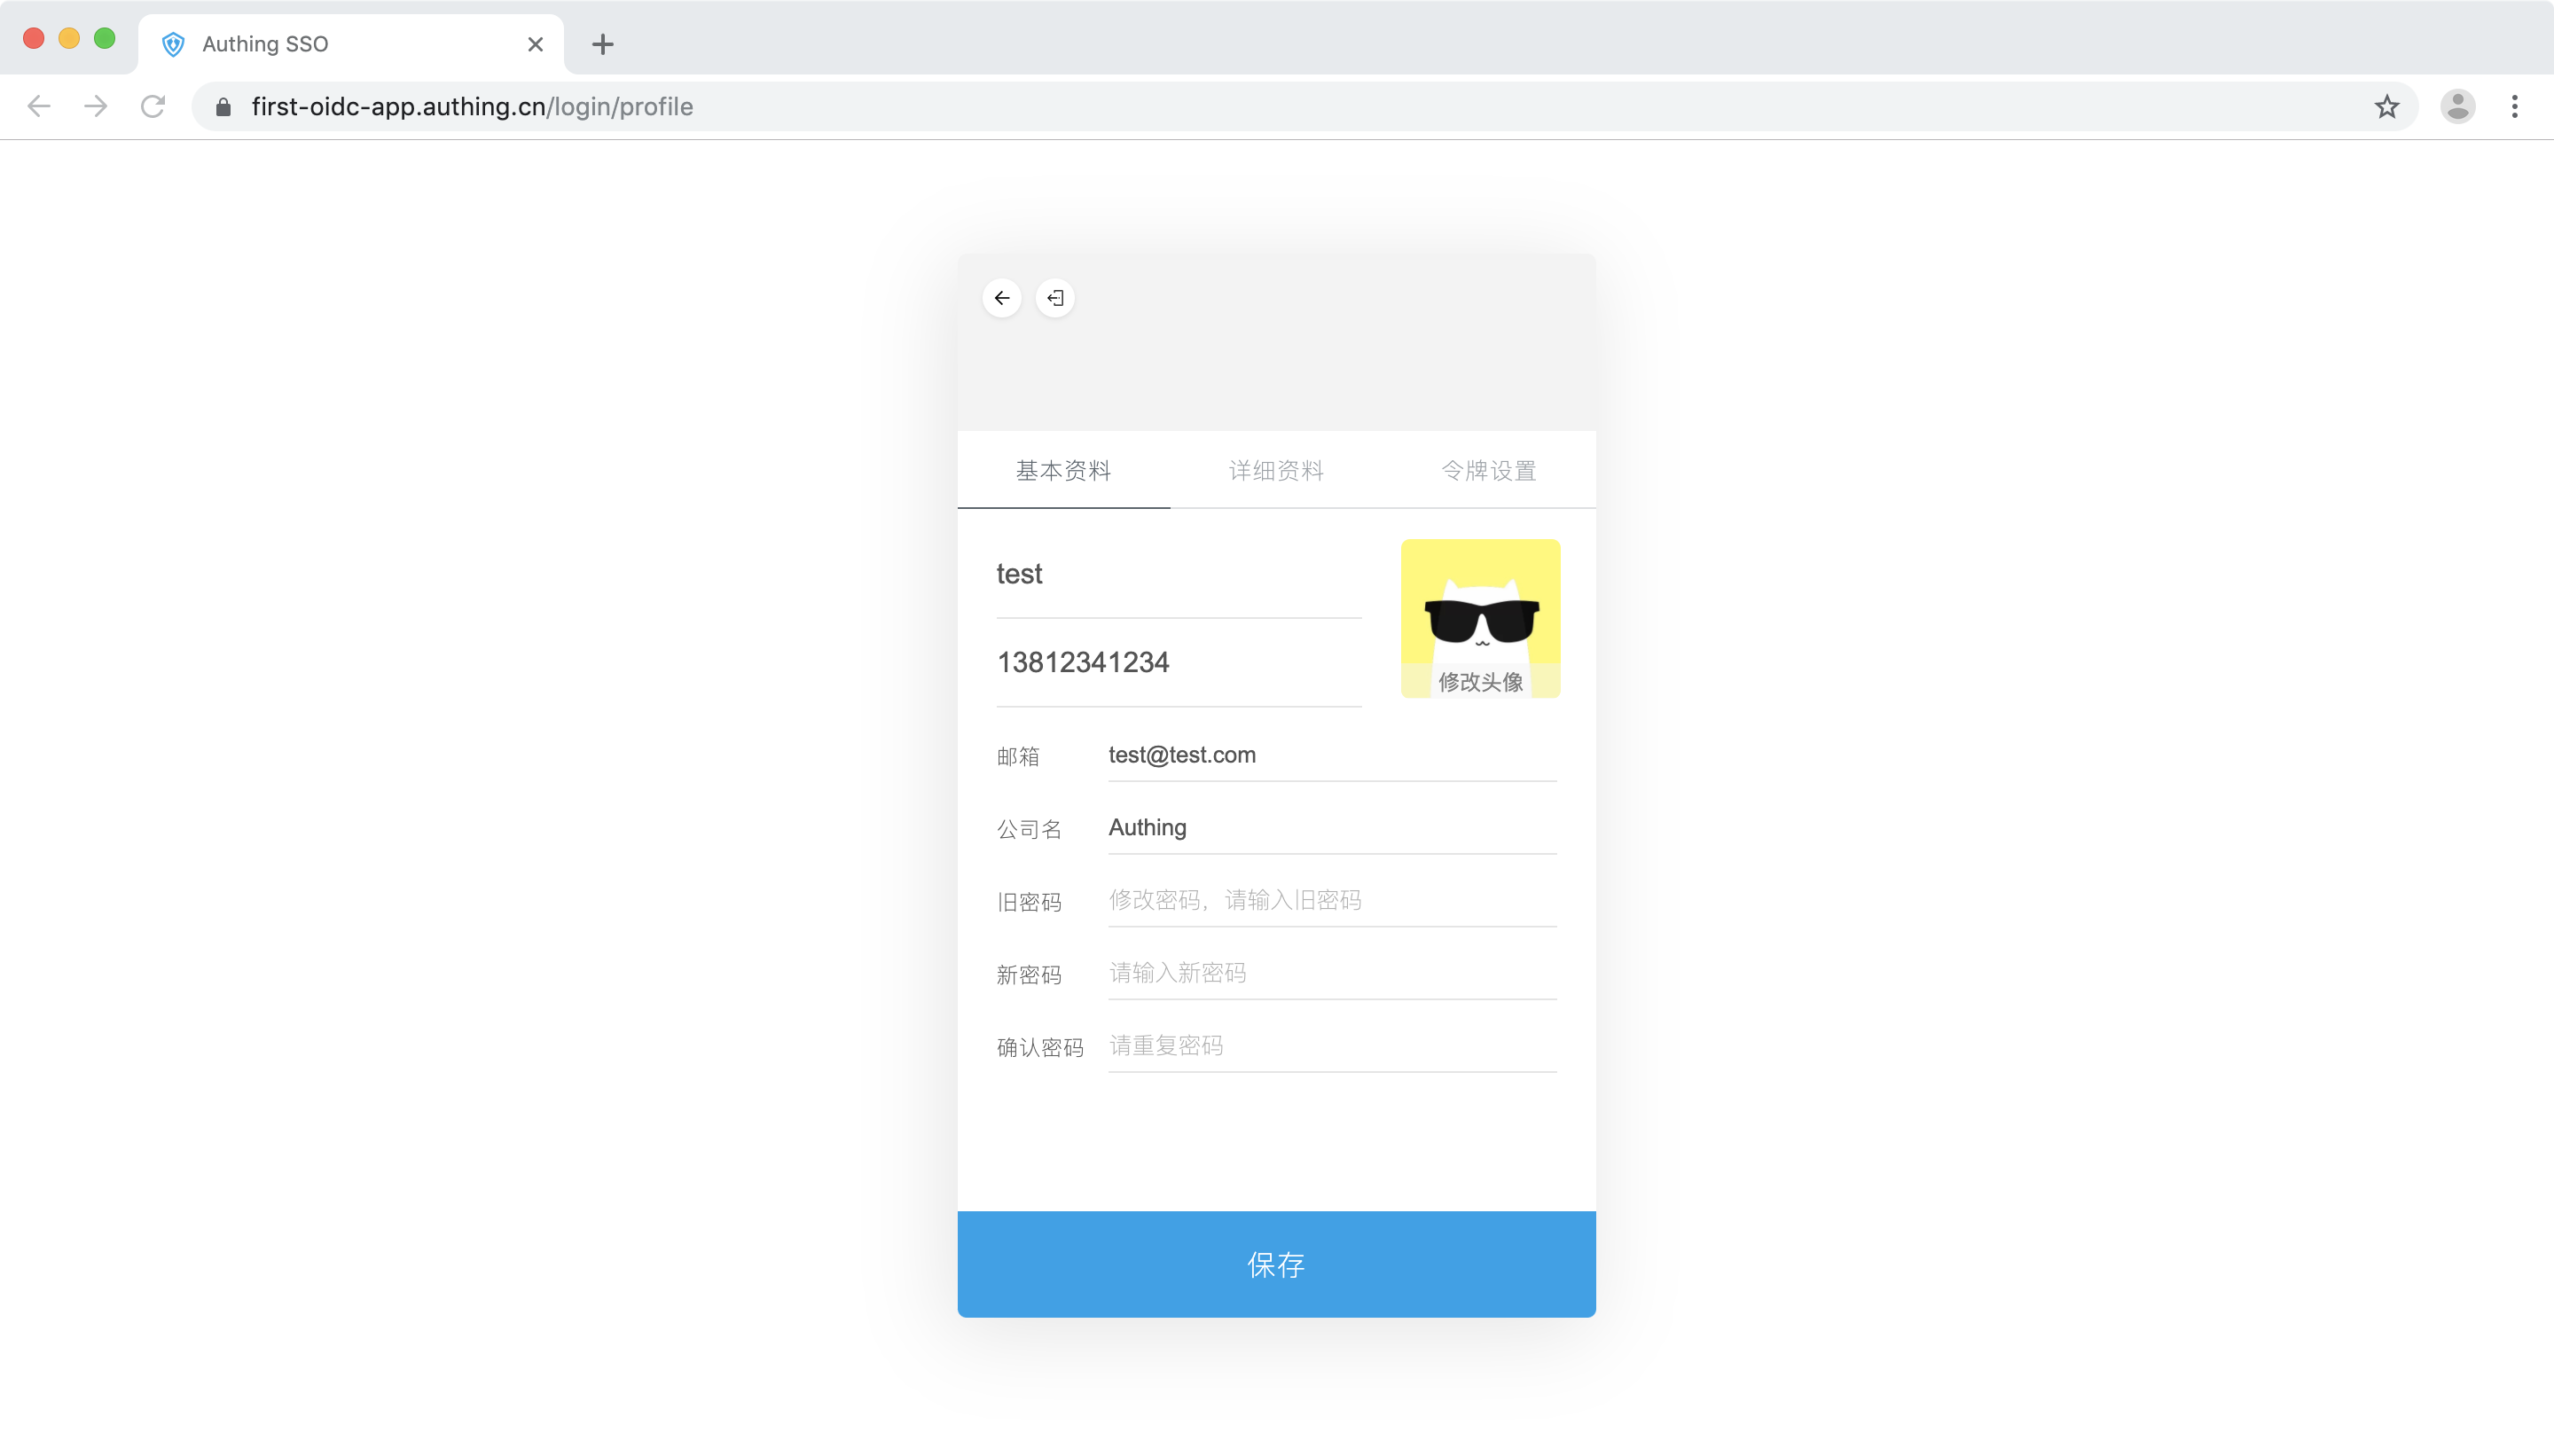 Authing SSO
first-oidc-app.authing.cn/login/profile
基本资料 详细资料 令牌设置
test
13812341234
修改头像
邮箱 test@test.com
公司名 Authing
旧密码 修改密码，请输入旧密码
新密码 请输入新密码
确认密码 请重复密码
保存